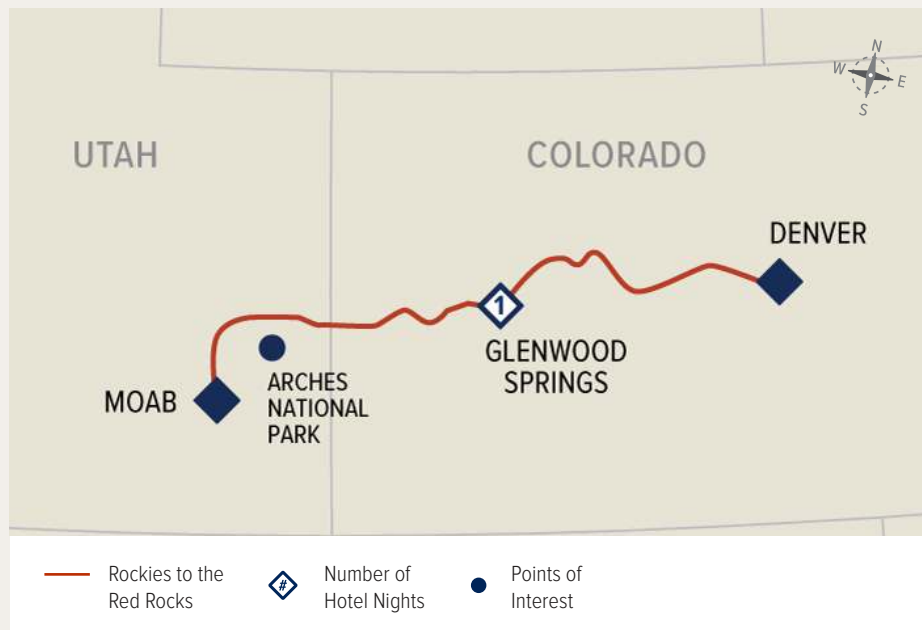 N
W
E
S
UTAH
COLORADO
DENVER
1
GLENWOOD
SPRINGS
MOAB
ARCHES
NATIONAL
PARK
Rockies to the
Red Rocks
#
Number of
Hotel Nights
Points of
Interest